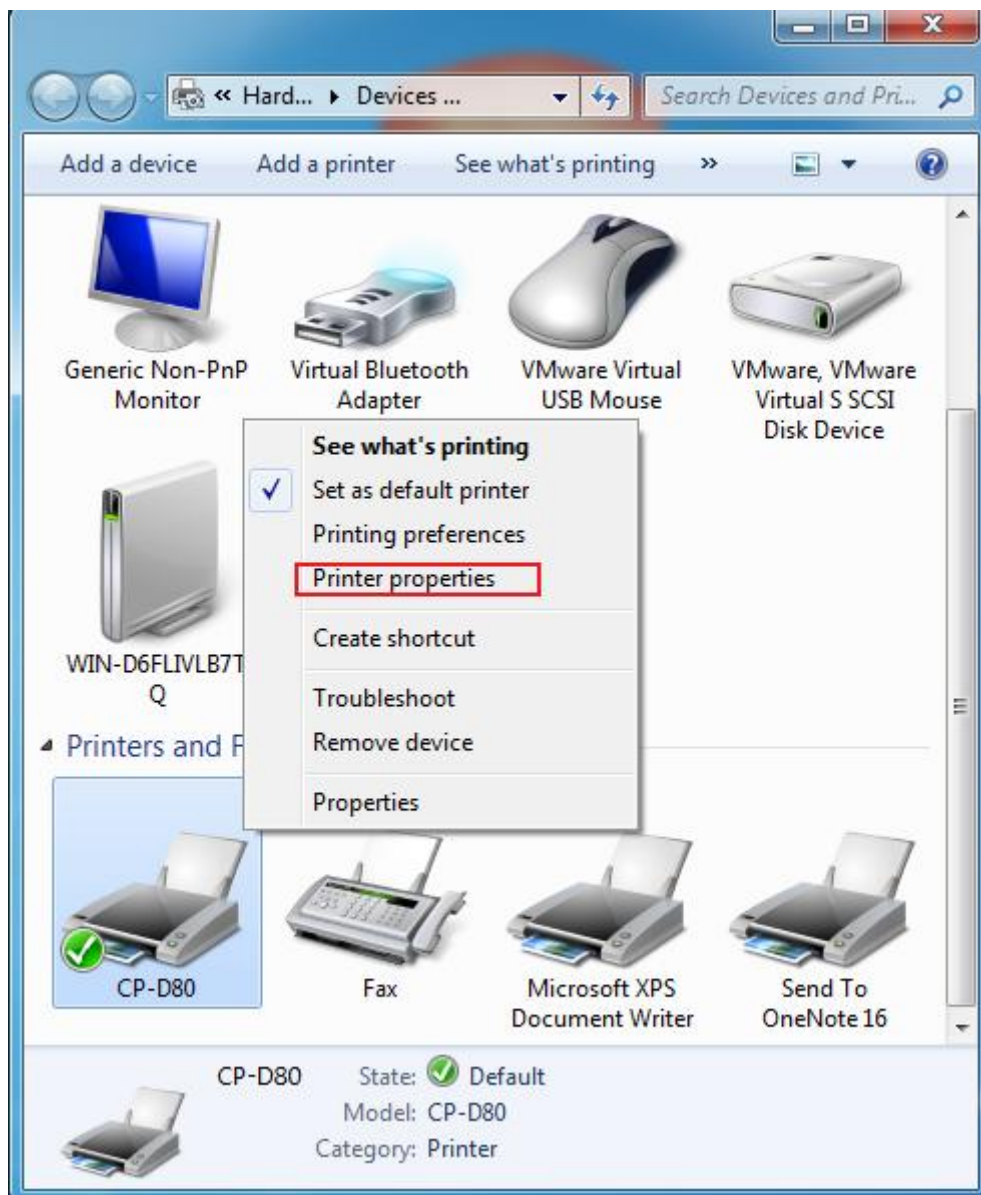 Hard... Devices ...
Search Devices and Pri...
Add a device Add a printer See what's printing »
Generic Non-PnP
Monitor
Virtual Bluetooth
Adapter
VMware Virtual
USB Mouse
VMware, VMware
Virtual S SCSI
Disk Device
WIN-D6FLIVLB7T
Q
See what's printing
Set as default printer
Printing preferences
Printer properties
Create shortcut
Troubleshoot
Remove device
Properties
Printers and F
CP-D80
Fax
Microsoft XPS
Document Writer
Send To
OneNote 16
CP-D80 State: Default
Model: CP-D80
Category: Printer